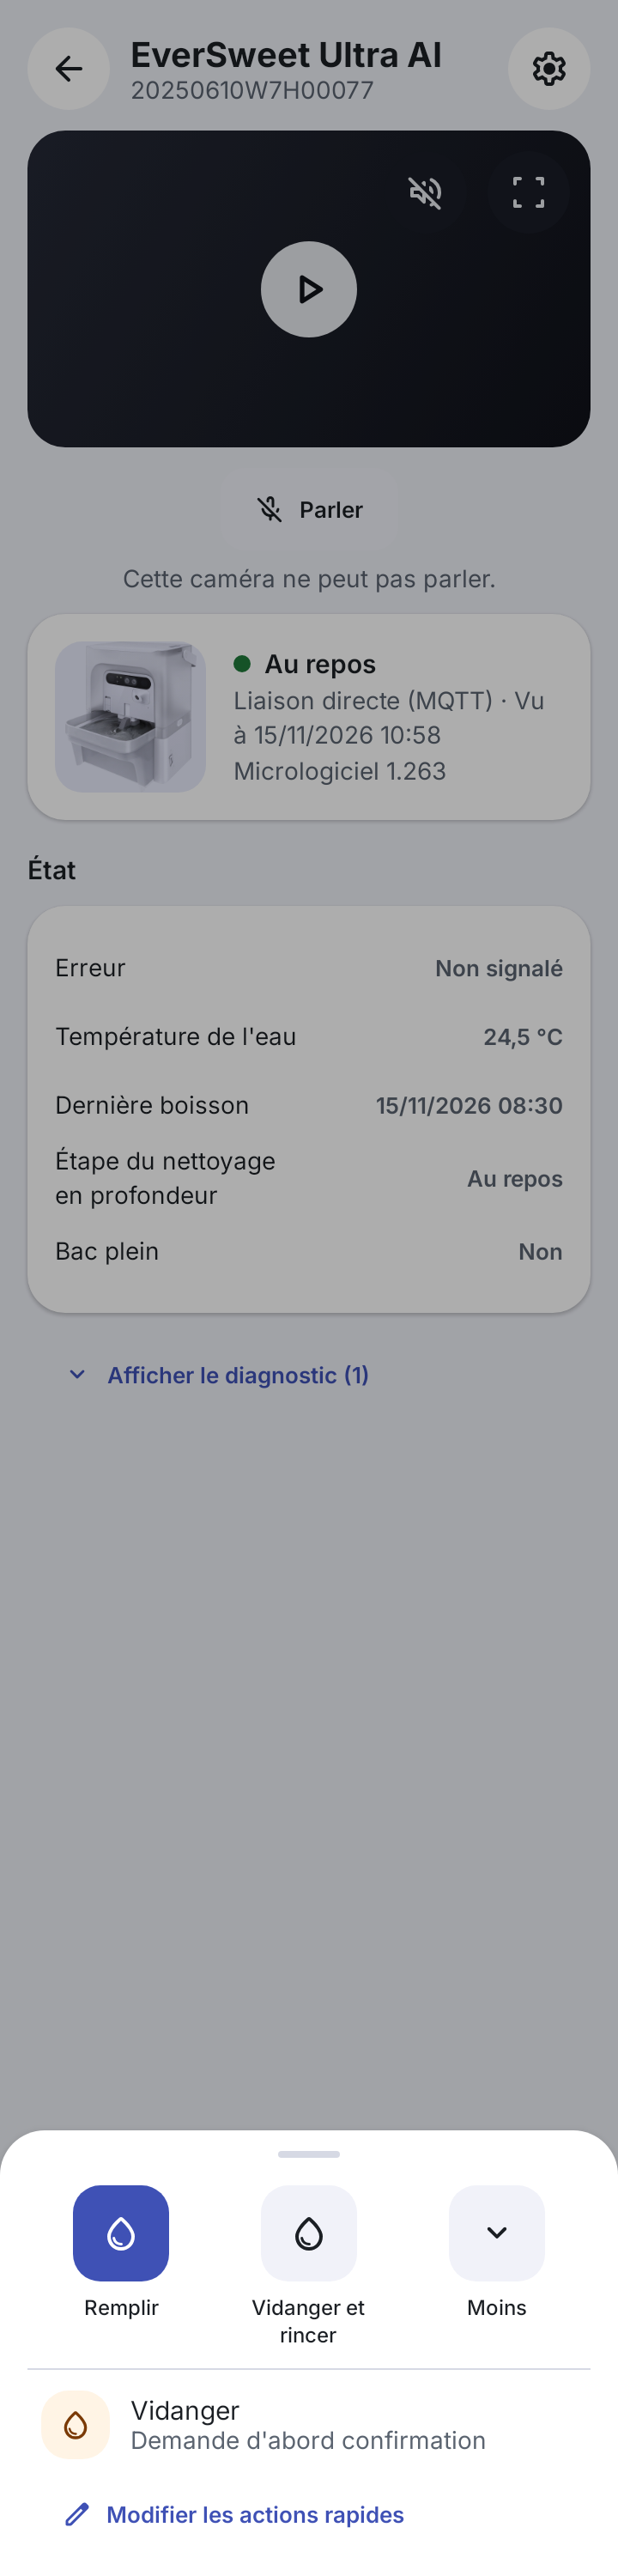 EverSweet Ultra AI
20250610W7H00077
Parler
Cette caméra ne peut pas parler.
Au repos
Liaison directe (MQTT) · Vu
à 15/11/2026 10:58
Micrologiciel 1.263
État
Erreur
Non signalé
Température de l'eau
24,5 °C
Dernière boisson
15/11/2026 08:30
Étape du nettoyage
en profondeur
Au repos
Bac plein
Non
Afficher le diagnostic (1)
Remplir
Vidanger et
rincer
Moins
Vidanger
Demande d'abord confirmation
Modifier les actions rapides